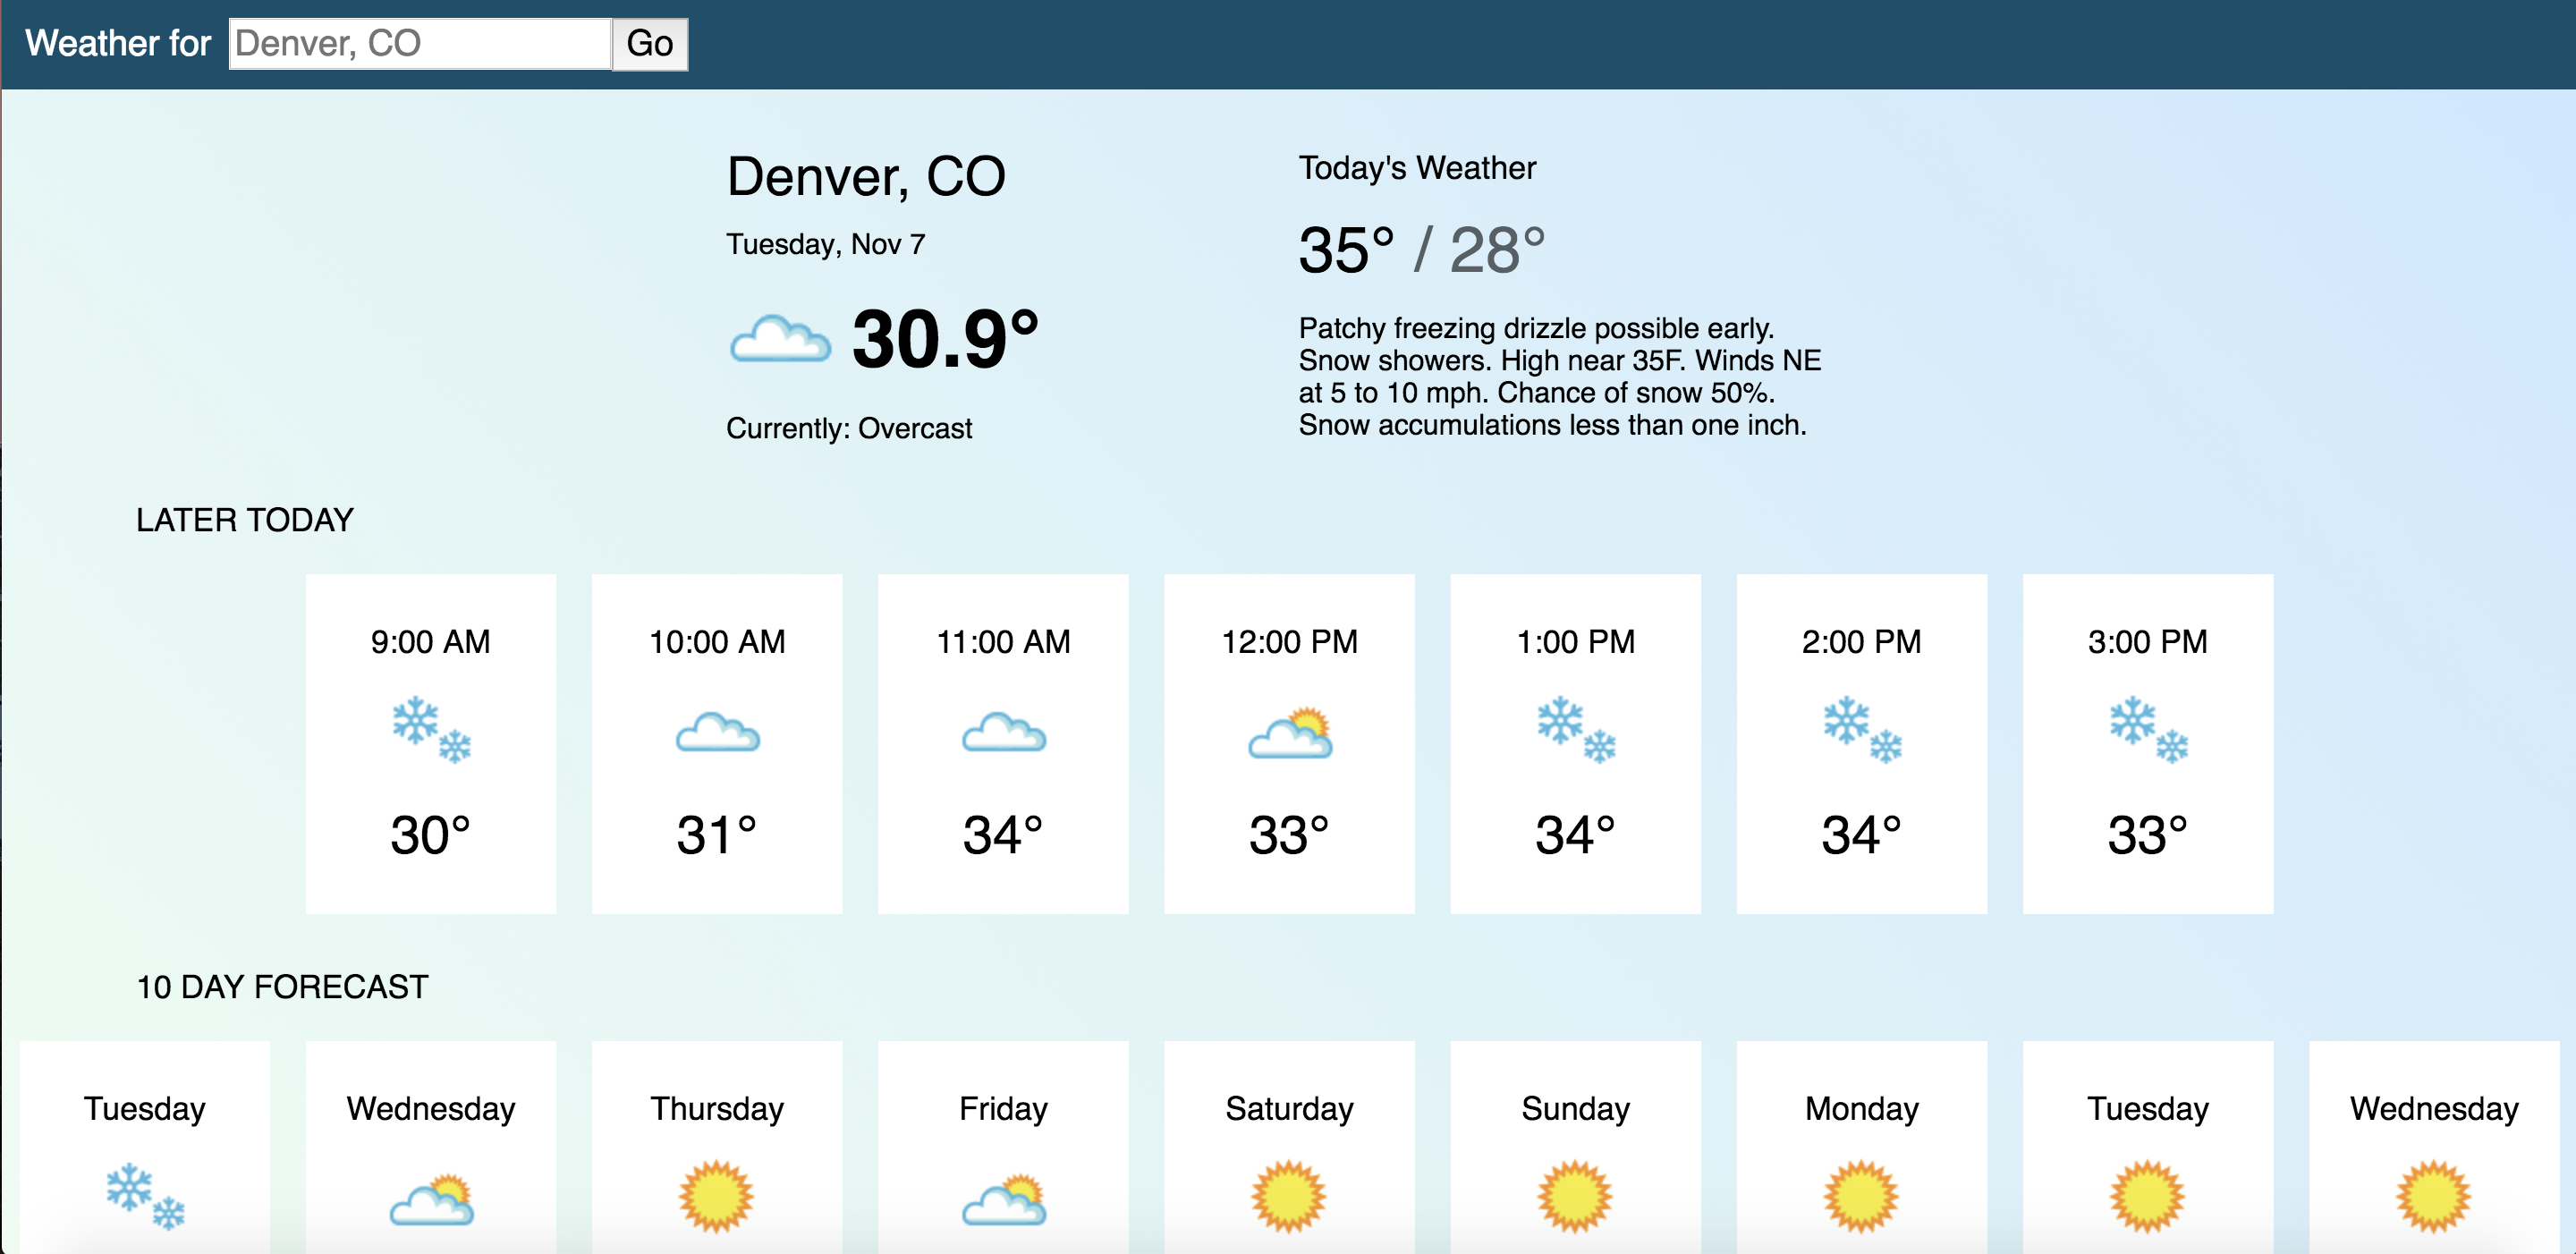 Weather for Denver, CO Go
Denver, CO
Tuesday, Nov 7
30.9°
Currently: Overcast
Today's Weather
35° / 28°
Patchy freezing drizzle possible early.
Snow showers. High near 35F. Winds NE
at 5 to 10 mph. Chance of snow 50%.
Snow accumulations less than one inch.
LATER TODAY
9:00 AM 10:00 AM 11:00 AM 12:00 PM 1:00 PM 2:00 PM 3:00 PM
30° 31° 34° 33° 34° 34° 33°
10 DAY FORECAST
Tuesday Wednesday Thursday Friday Saturday Sunday Monday Tuesday Wednesday